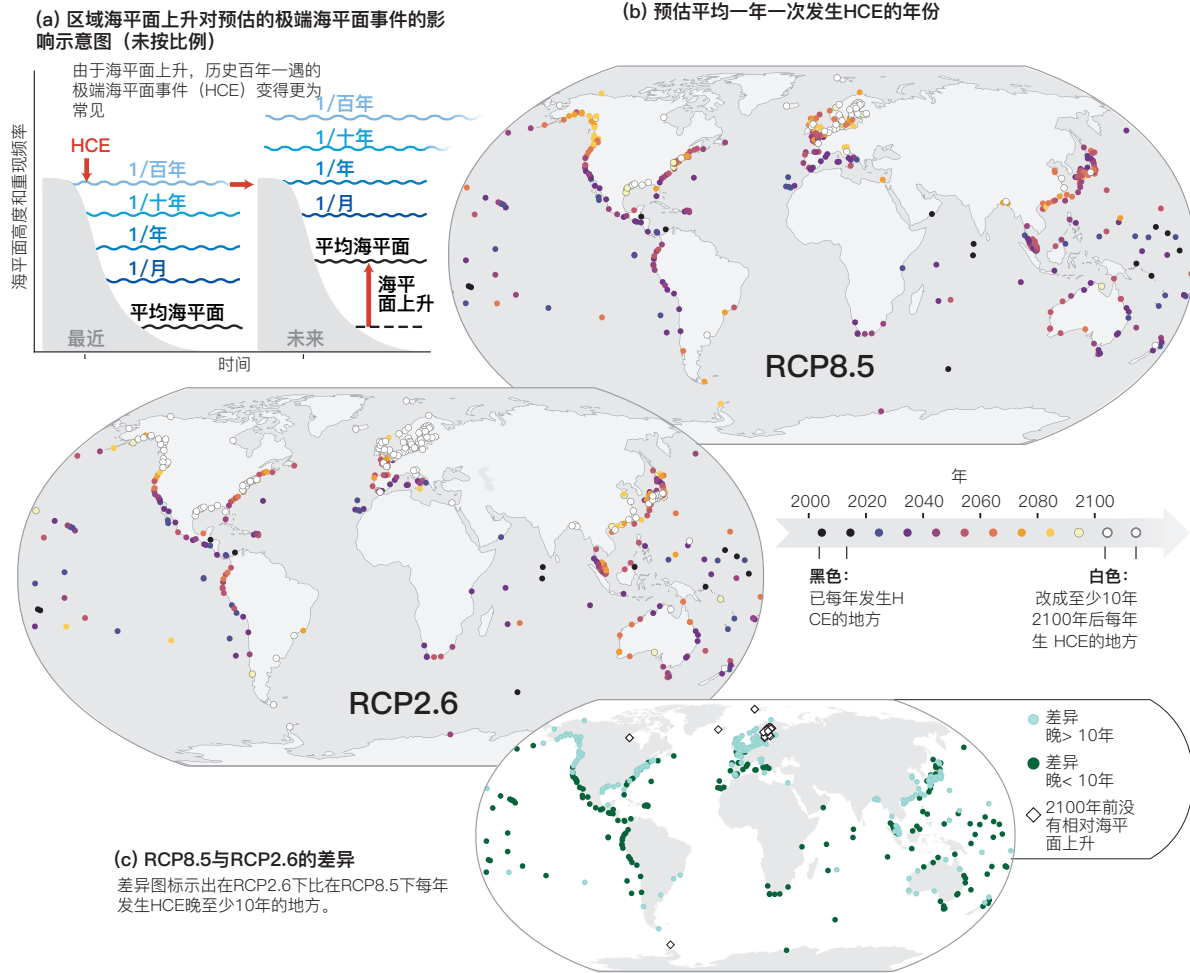 (a) 区域海平面上升对预估的极端海平面事件的影
响示意图（未按比例）
由于海平面上升，历史百年一遇的
极端海平面事件（HCE）变得更为
常见
海平面高度和重现频率
HCE
1/百年
1/十年
1/年
1/月
平均海平面
最近
1/百年
1/十年
1/年
1/月
平均海平面
海平
面上升
未来
时间
(b) 预估平均一年一次发生HCE的年份
RCP8.5
RCP2.6
年
2000
2020
2040
2060
2080
2100
黑色：
已每年发生H
CE的地方
白色：
改成至少10年
2100年后每年
生 HCE的地方
(c) RCP8.5与RCP2.6的差异
差异图标示出在RCP2.6下比在RCP8.5下每年
发生HCE晚至少10年的地方。
差异
晚> 10年
差异
晚< 10年
2100年前没
有相对海平
面上升